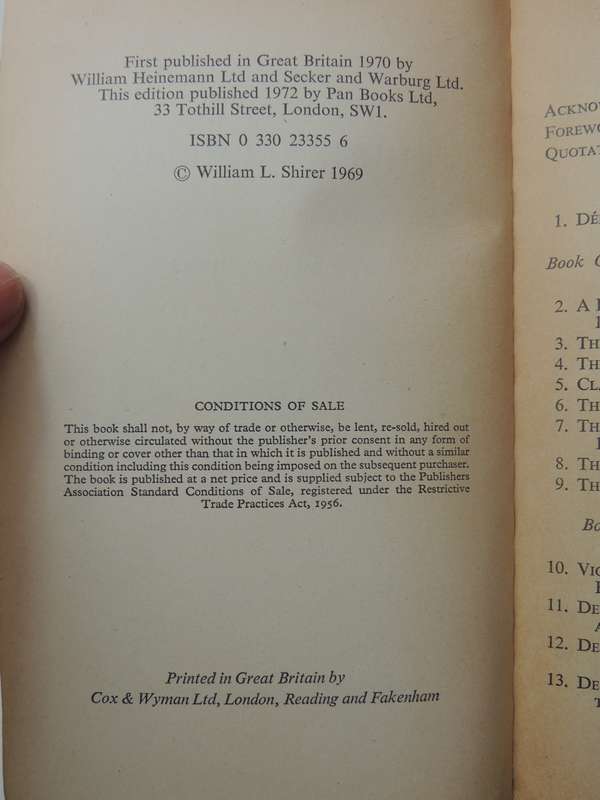 First published in Great Britain 1970 by
William Heinemann Ltd and Secker and Warburg Ltd.
This edition published 1972 by Pan Books Ltd,
33 Tothill Street, London, SW1.
ISBN 0 330 23355 6
© William L. Shirer 1969
CONDITIONS OF SALE
This book shall not, by way of trade or otherwise, be lent, re-sold, hired out
or otherwise circulated without the publisher's prior consent in any form of
binding or cover other than that in which it is published and without a similar
condition including this condition being imposed on the subsequent purchaser.
The book is published at a net price and is supplied subject to the Publishers
Association Standard Conditions of Sale, registered under the Restrictive
Trade Practices Act, 1956.
Printed in Great Britain by
Cox & Wyman Ltd, London, Reading and Fakenham
1.
Book
2. A
3.
4.
5.
6.
7.
8.
9.
10.
11.
12.
13.